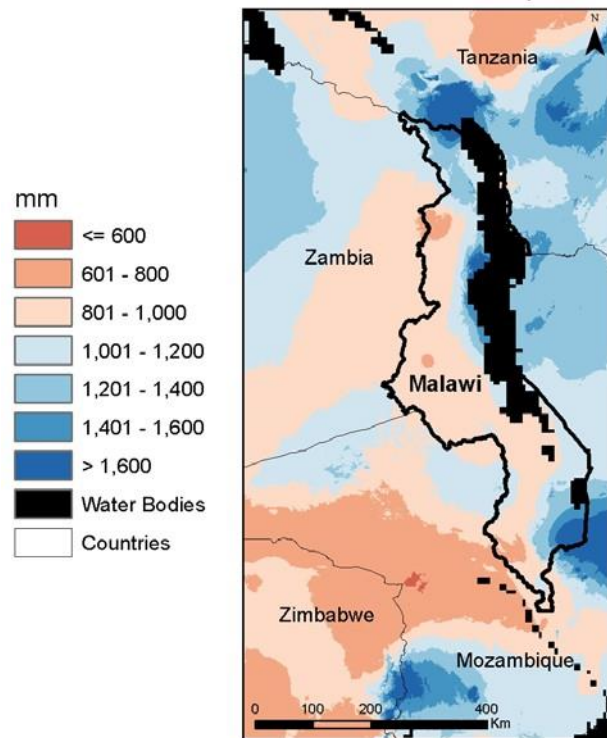 mm
<= 600
601 - 800
801 - 1,000
1,001 - 1,200
1,201 - 1,400
1,401 - 1,600
> 1,600
Water Bodies
Countries
N
Tanzania
Zambia
Malawi
Zimbabwe
Mozambique
0 100 200 400
Km